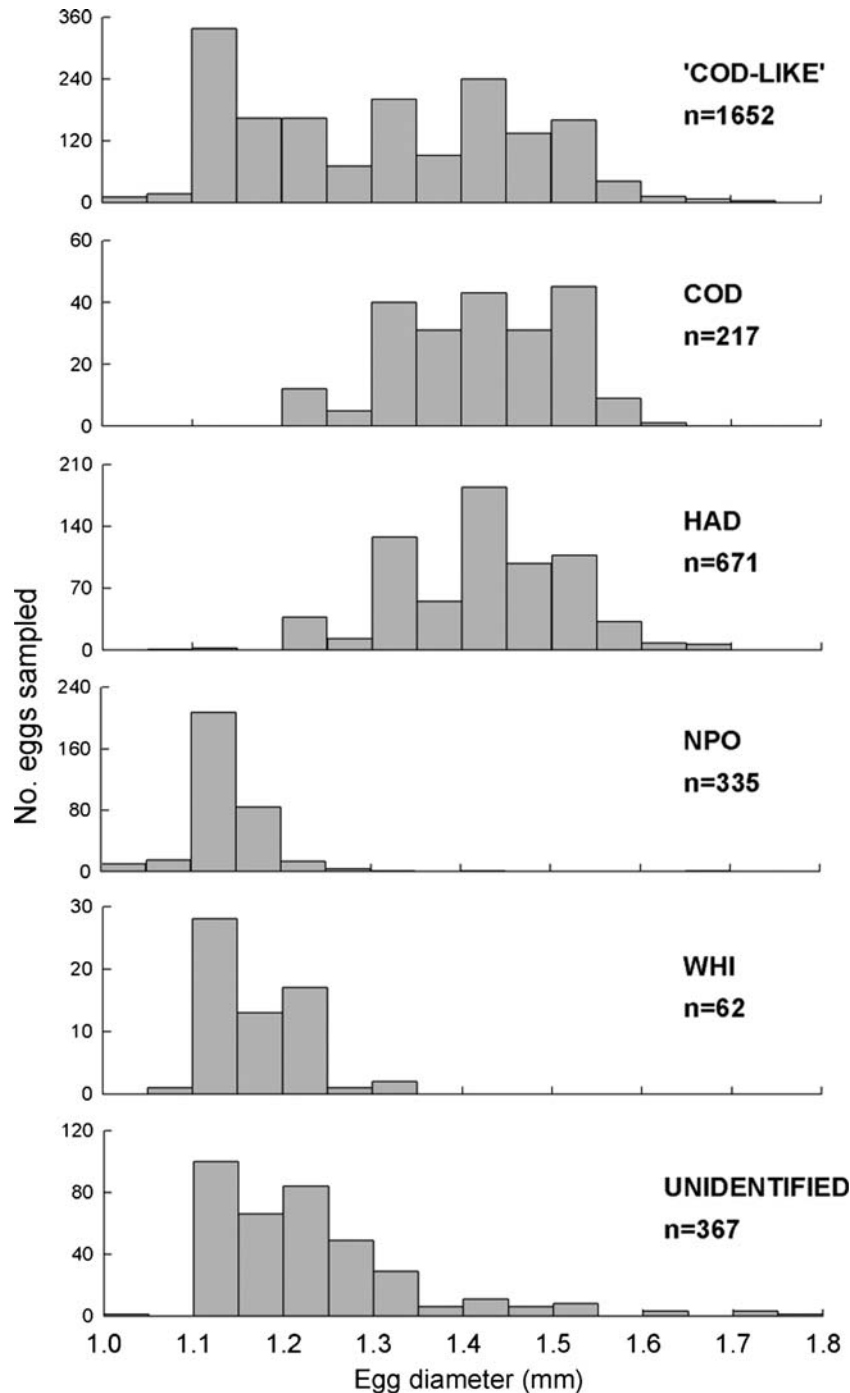 360
240
120
0
'COD-LIKE'
n=1652
60
40
20
0
COD
n=217
210
140
70
0
HAD
n=671
No. eggs sampled
240
160
80
0
NPO
n=335
30
20
10
0
WHI
n=62
120
80
40
0
UNIDENTIFIED
n=367
1.0 1.1 1.2 1.3 1.4 1.5 1.6 1.7 1.8
Egg diameter (mm)